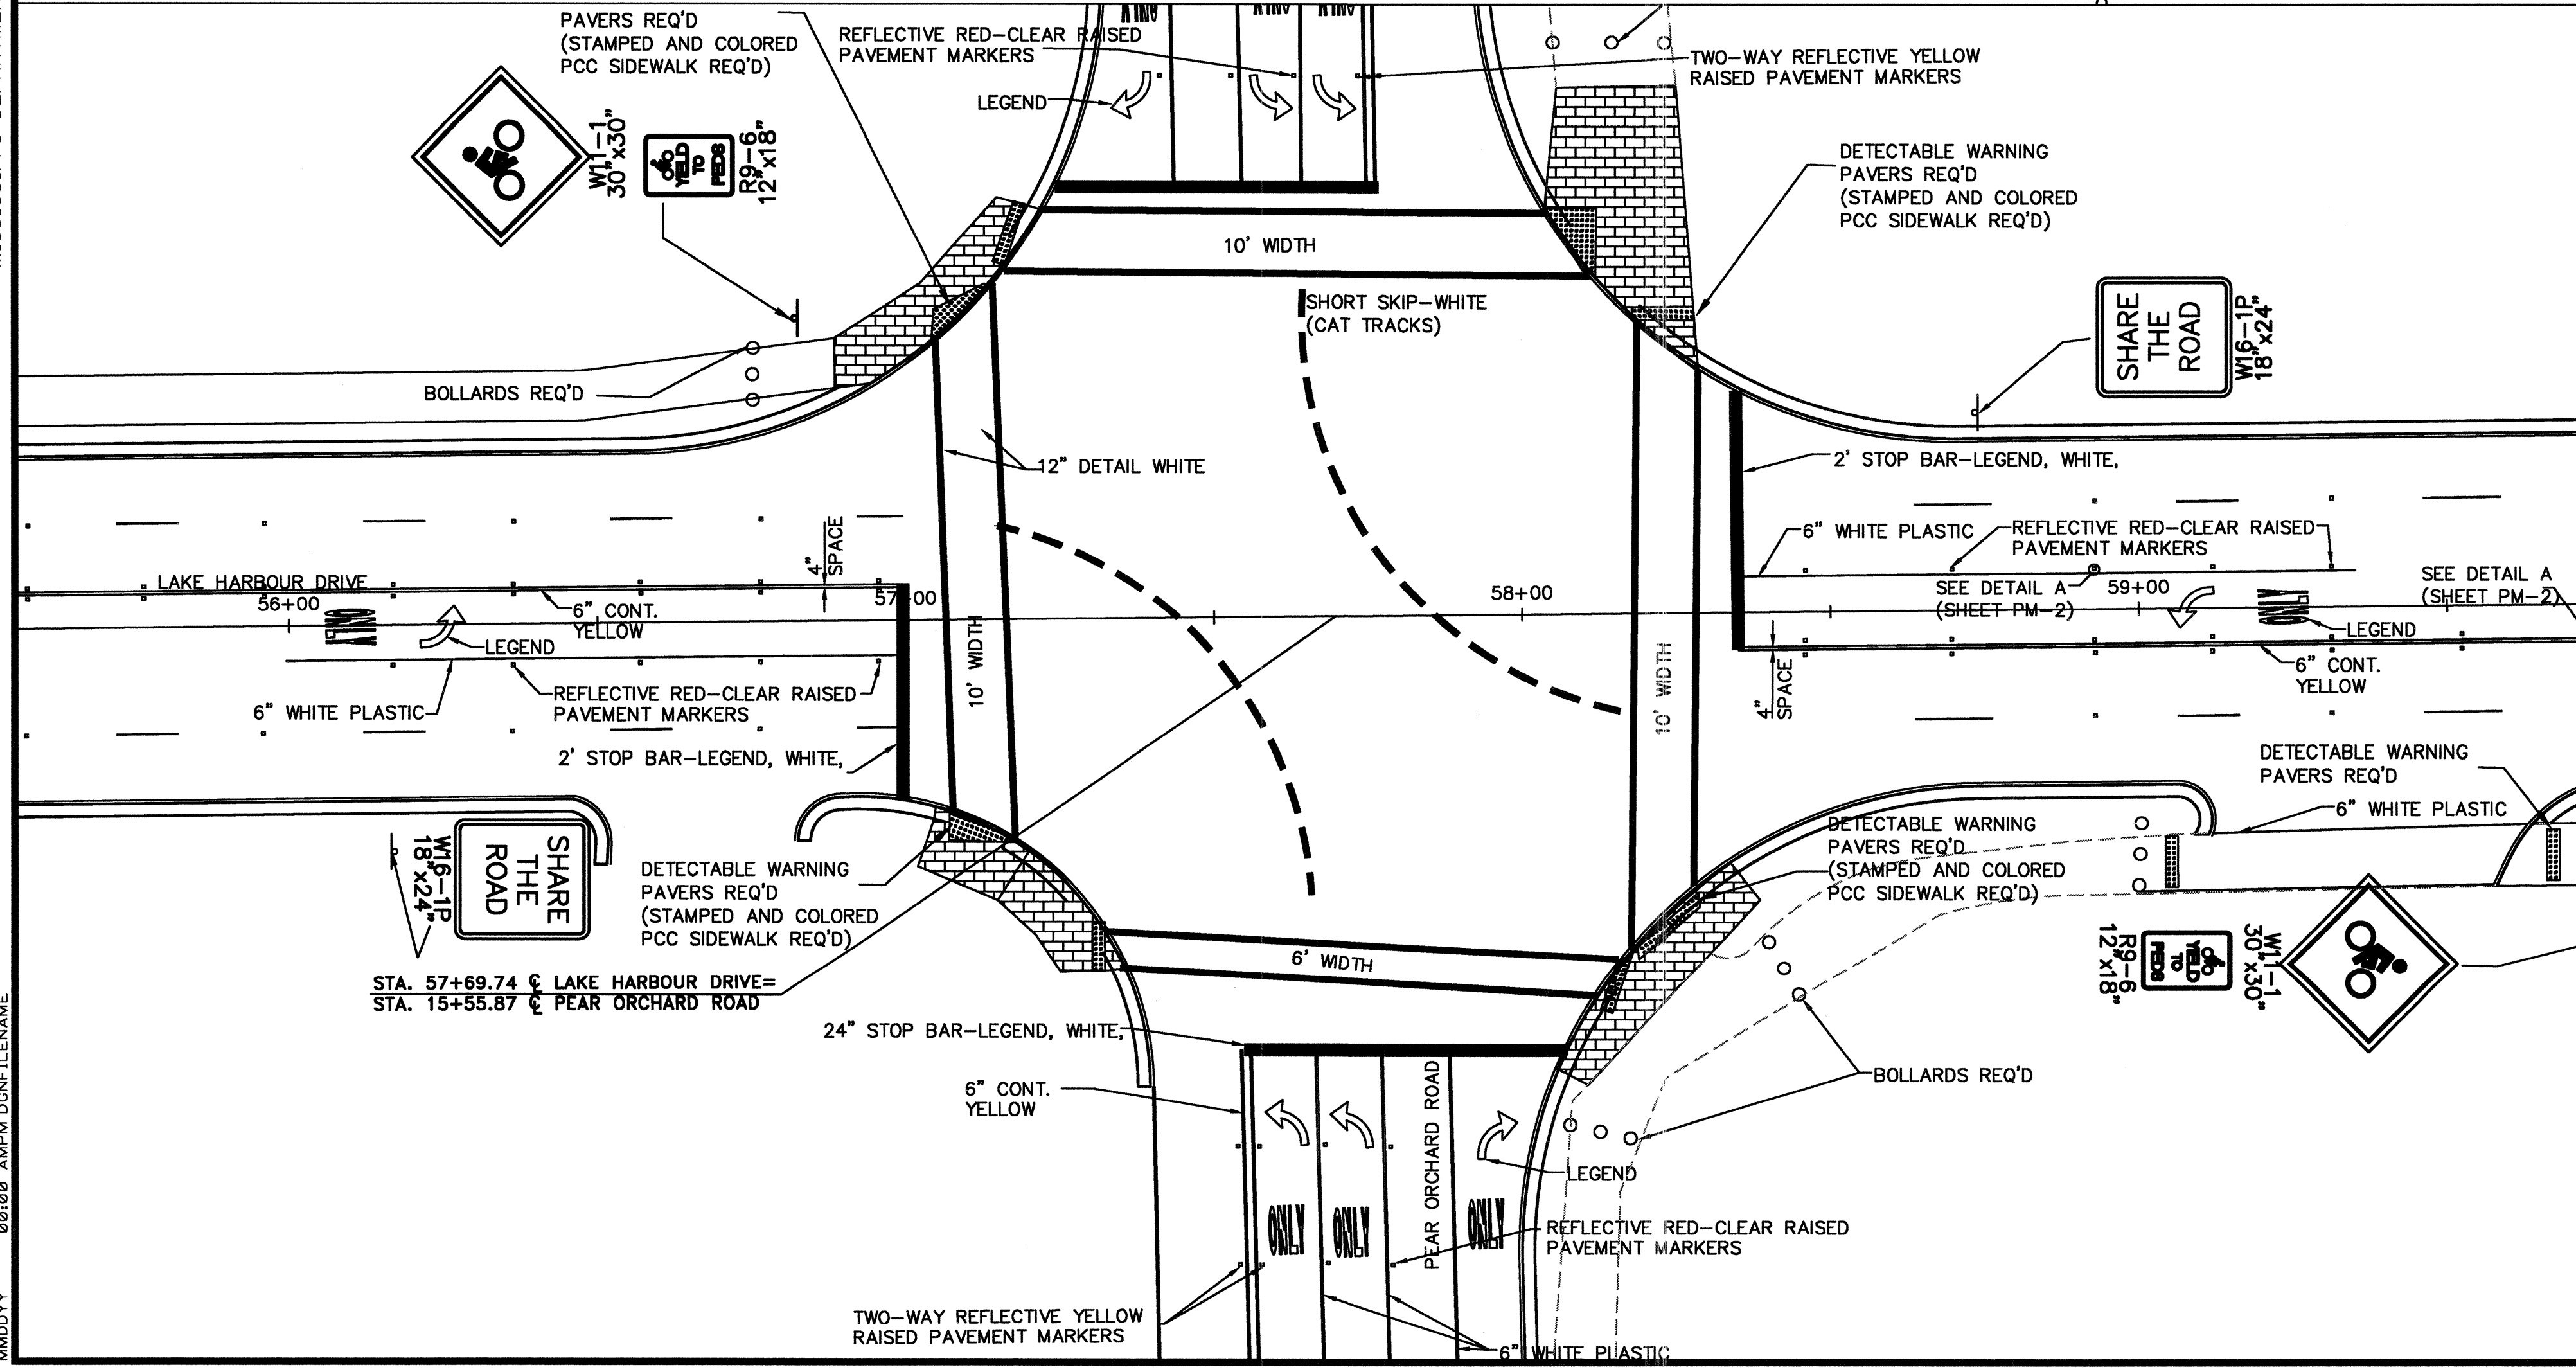 PAVERS REQ'D
(STAMPED AND COLORED
PCC SIDEWALK REQ'D)
REFLECTIVE RED-CLEAR RAISED
PAVEMENT MARKERS
LEGEND
ONLY
ONLY
ONLY
TWO-WAY REFLECTIVE YELLOW
RAISED PAVEMENT MARKERS
W11-1
30"x30"
YIELD
TO
PEDS
R9-6
12"x18"
DETECTABLE WARNING
PAVERS REQ'D
(STAMPED AND COLORED
PCC SIDEWALK REQ'D)
10' WIDTH
SHORT SKIP-WHITE
(CAT TRACKS)
SHARE
THE
ROAD
W16-1P
18"x24"
BOLLARDS REQ'D
12" DETAIL WHITE
2' STOP BAR-LEGEND, WHITE,
4"
SPACE
6" WHITE PLASTIC
REFLECTIVE RED-CLEAR RAISED
PAVEMENT MARKERS
LAKE HARBOUR DRIVE
56+00
57+00
58+00
59+00
SEE DETAIL A
(SHEET PM-2)
SEE DETAIL A
(SHEET PM-2)
ONLY
6" CONT.
YELLOW
LEGEND
10' WIDTH
10' WIDTH
ONLY
LEGEND
6" CONT.
YELLOW
4"
SPACE
REFLECTIVE RED-CLEAR RAISED
PAVEMENT MARKERS
6" WHITE PLASTIC
2' STOP BAR-LEGEND, WHITE,
DETECTABLE WARNING
PAVERS REQ'D
6" WHITE PLASTIC
W16-1P
18"x24"
SHARE
THE
ROAD
DETECTABLE WARNING
PAVERS REQ'D
(STAMPED AND COLORED
PCC SIDEWALK REQ'D)
DETECTABLE WARNING
PAVERS REQ'D
(STAMPED AND COLORED
PCC SIDEWALK REQ'D)
STA. 57+69.74 ℄ LAKE HARBOUR DRIVE=
STA. 15+55.87 ℄ PEAR ORCHARD ROAD
6' WIDTH
R9-6
12"x18"
YIELD
TO
PEDS
W11-1
30"x30"
24" STOP BAR-LEGEND, WHITE,
6" CONT.
YELLOW
PEAR ORCHARD ROAD
BOLLARDS REQ'D
LEGEND
ONLY
ONLY
ONLY
REFLECTIVE RED-CLEAR RAISED
PAVEMENT MARKERS
TWO-WAY REFLECTIVE YELLOW
RAISED PAVEMENT MARKERS
6" WHITE PLASTIC
MMDDYY 00:00 AMPM DGNFILENAME